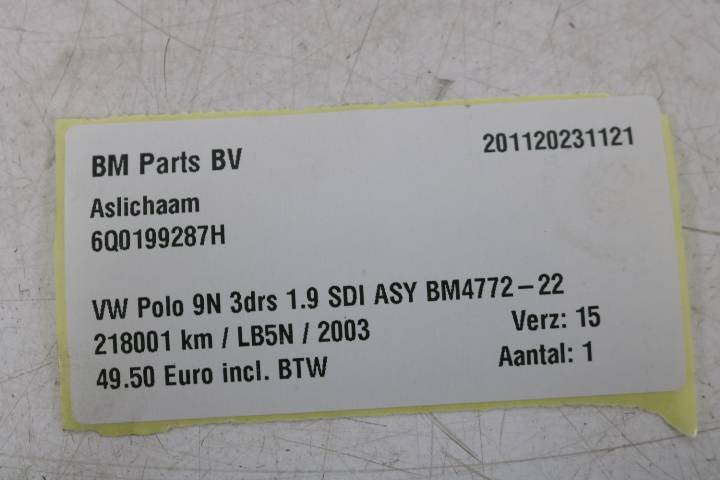 BM Parts BV
201120231121
Aslichaam
6Q0199287H
VW Polo 9N 3drs 1.9 SDI ASY BM4772-22
218001 km / LB5N / 2003
Verz: 15
49.50 Euro incl. BTW
Aantal: 1